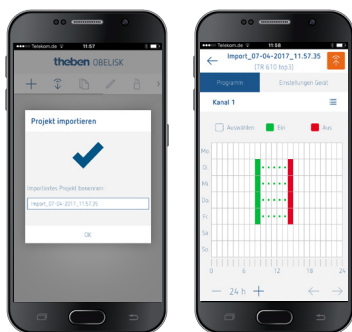 Telekom.de
11:57
theben OBELISK
Projekt importieren
Importiertes Projekt benennen:
Import_07-04-2017_11.57.35
OK
Telekom.de
11:58
Import_07-04-2017_11.57.35
[TR 610 top3]
Programm
Einstellungen Gerät
Kanal 1
Auswählen
Ein
Aus
Mo
Di
Mi
Do
Fr
Sa
So
0 6 12 18 24
24 h